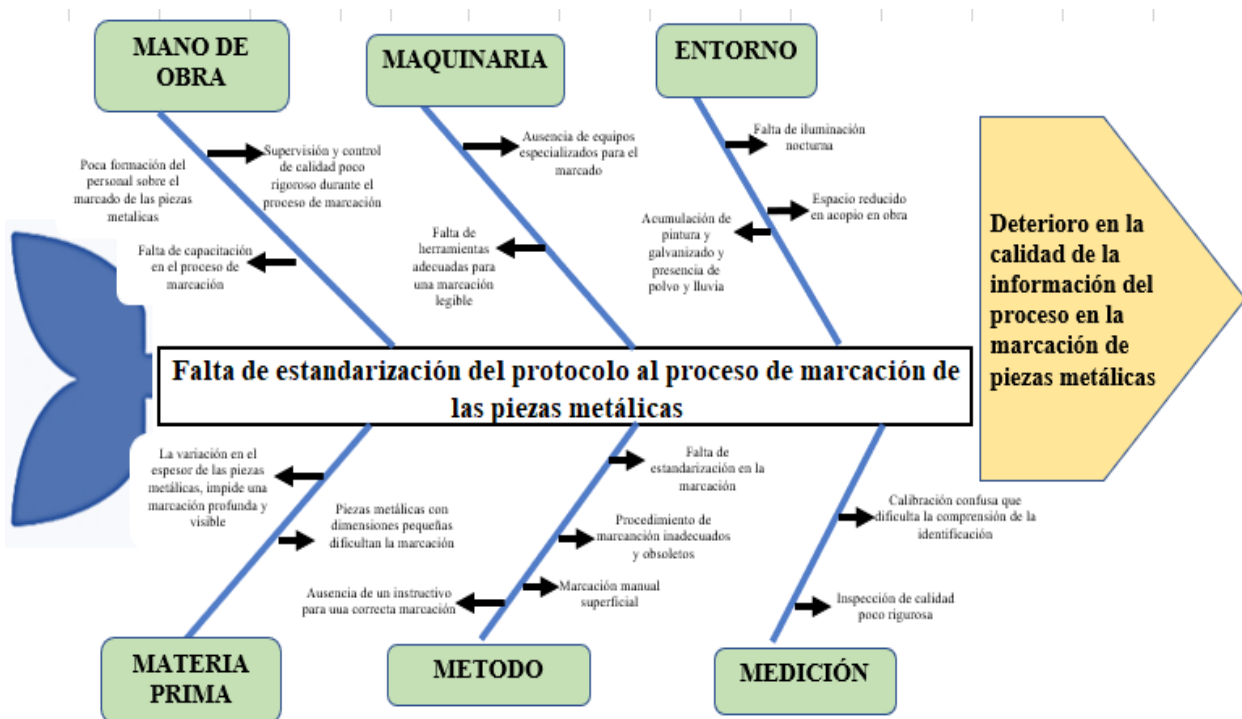 MANO DE
OBRA
MAQUINARIA
ENTORNO
Poca formación del
personal sobre el
marcado de las piezas
metalicas
Supervisión y control
de calidad poco
rigoroso durante el
proceso de marcación
Falta de capacitación
en el proceso de
marcación
Ausencia de equipos
especializados para el
marcado
Falta de
herramientas
adecuadas para
una marcación
legible
Falta de iluminación
nocturna
Espacio reducido
en acopio en obra
Acumulación de
pintura y
galvanizado y
presencia de
polvo y lluvia
Deterioro en la
calidad de la
información del
proceso en la
marcación de
piezas metálicas
Falta de estandarización del protocolo al proceso de marcación de
las piezas metálicas
La variación en el
espesor de las piezas
metálicas, impide una
marcación profunda y
visible
Piezas metálicas con
dimensiones pequeñas
dificultan la marcación
Falta de
estandarización en la
marcación
Procedimiento de
marcanción inadecuados
y obsoletos
Ausencia de un instructivo
para uua correcta marcación
Marcación manual
superficial
Calibración confusa que
dificulta la comprensión de la
identificación
Inspección de calidad
poco rigurosa
MATERIA
PRIMA
METODO
MEDICIÓN